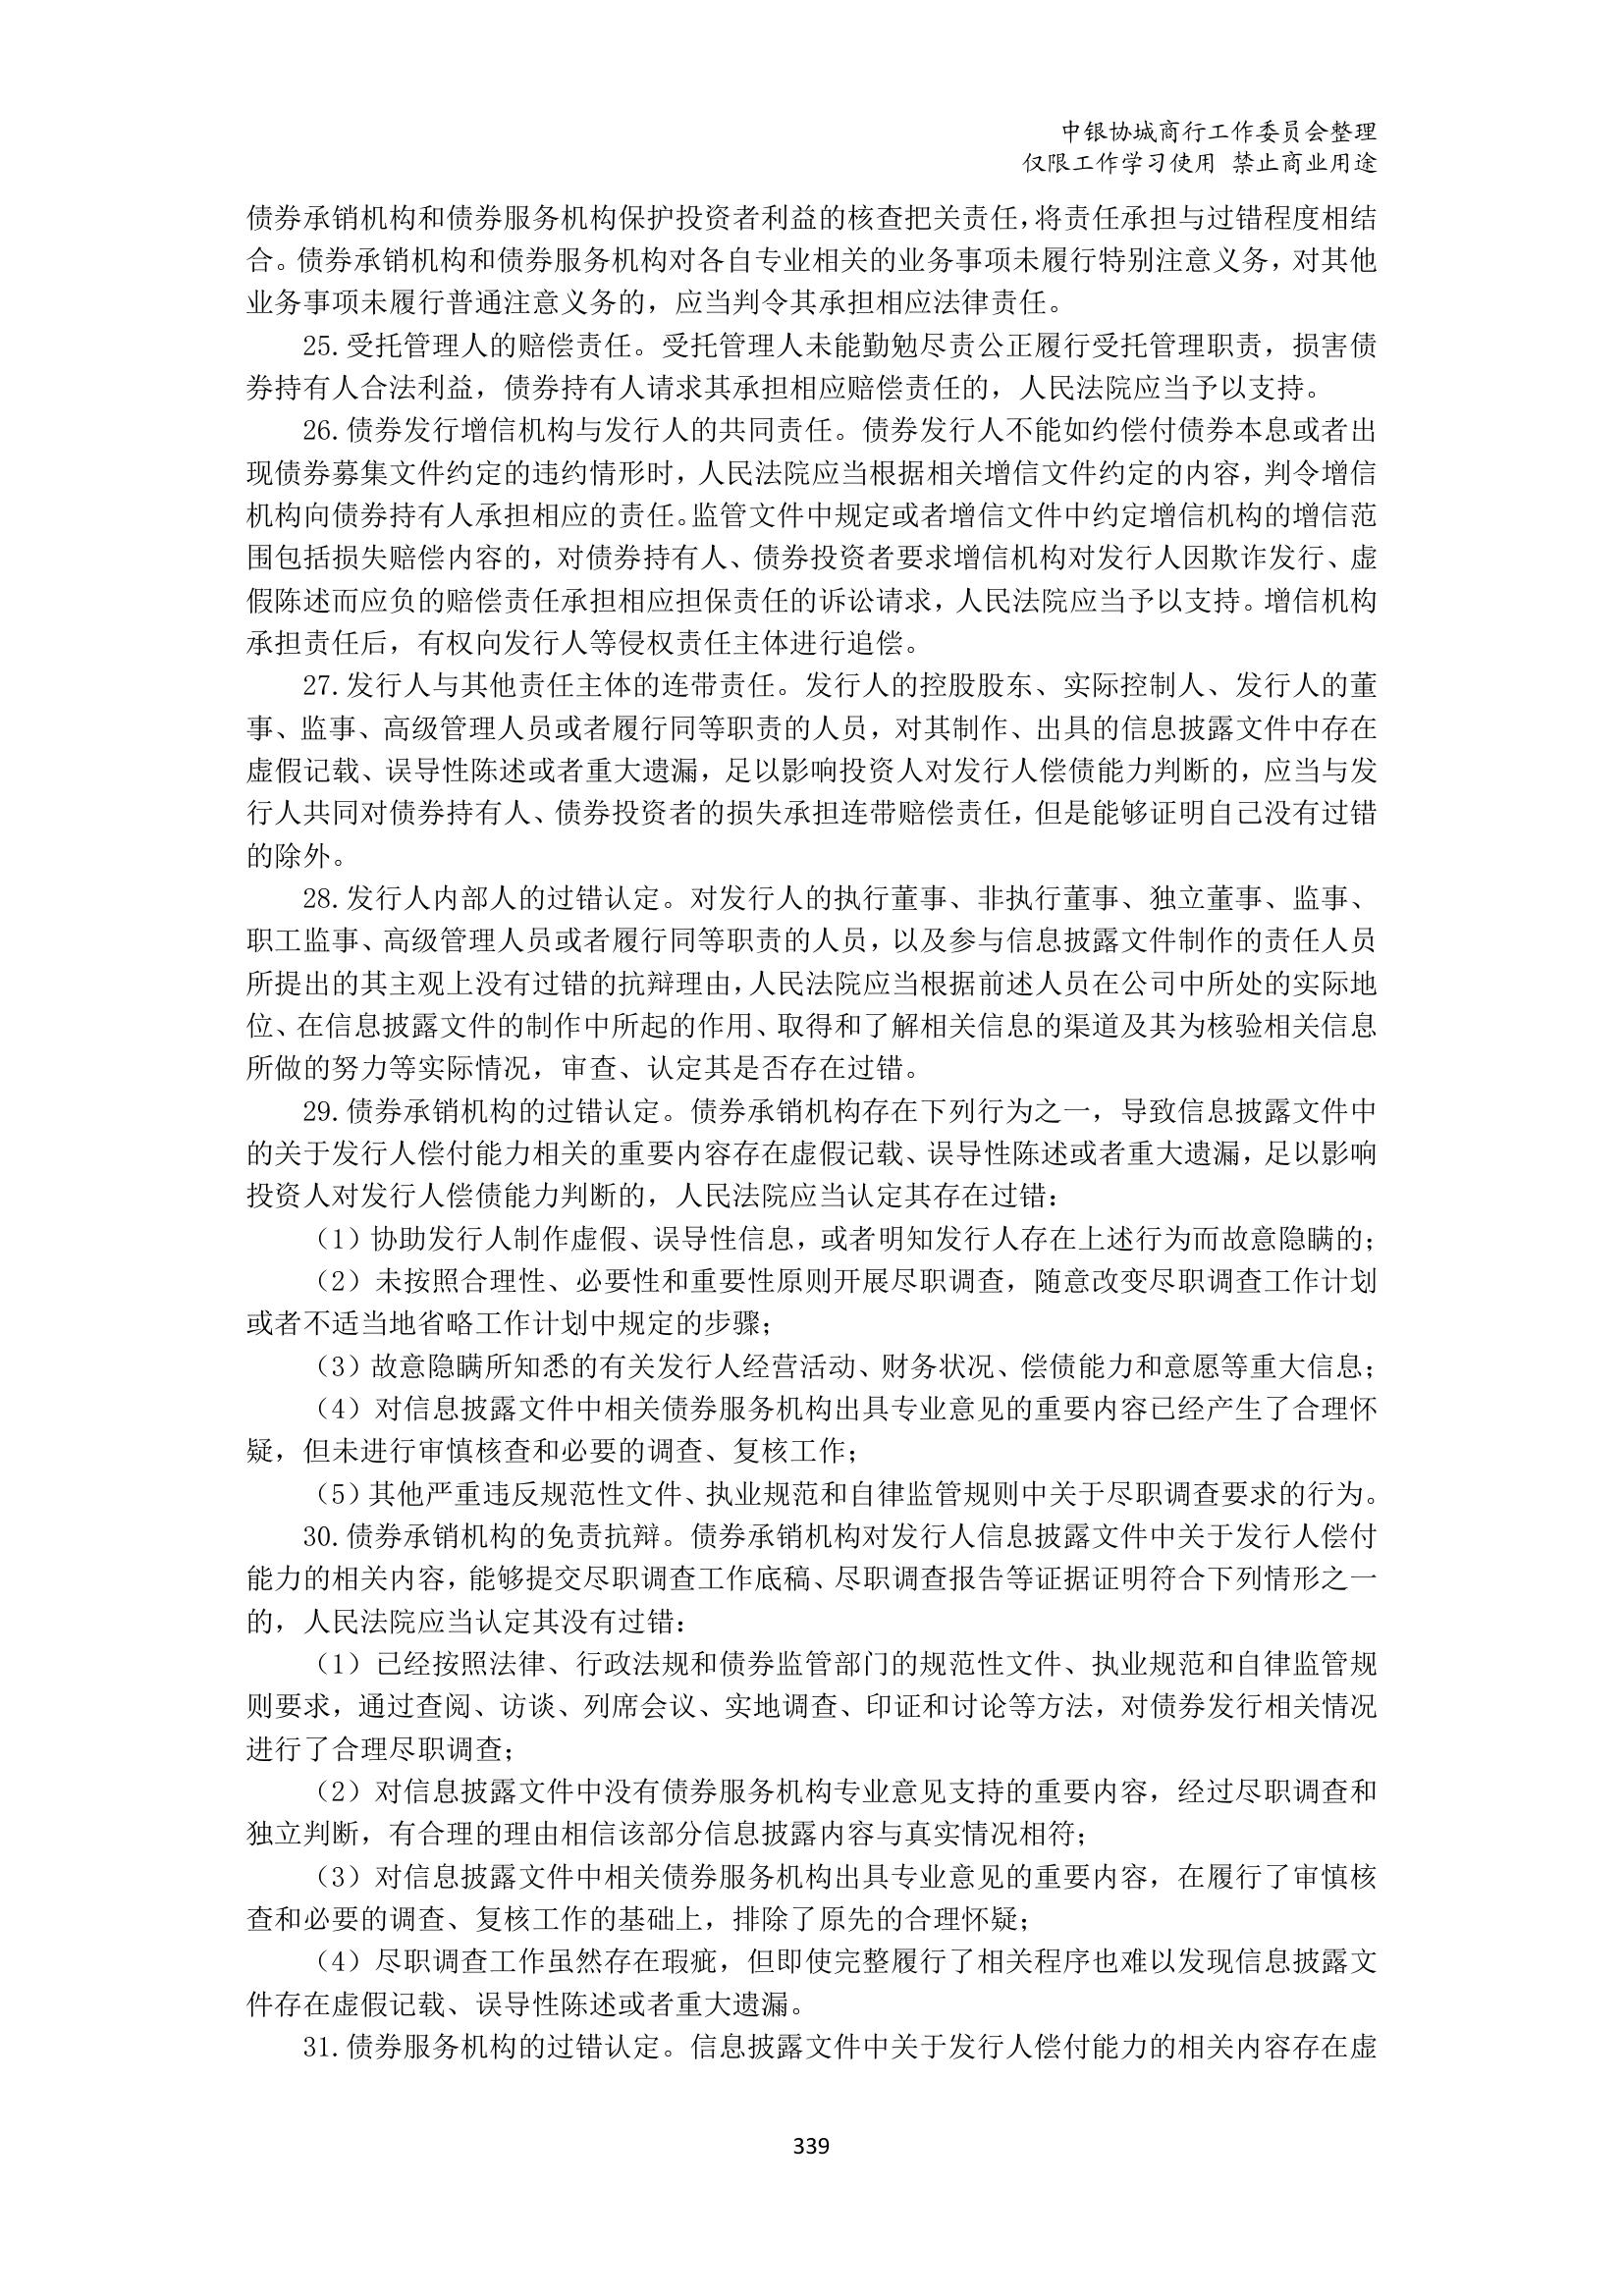 中银协城商行工作委员会整理
仅限工作学习使用 禁止商业用途
债券承销机构和债券服务机构保护投资者利益的核查把关责任，将责任承担与过错程度相结
合。债券承销机构和债券服务机构对各自专业相关的业务事项未履行特别注意义务，对其他
业务事项未履行普通注意义务的，应当判令其承担相应法律责任。
25.受托管理人的赔偿责任。受托管理人未能勤勉尽责公正履行受托管理职责，损害债
券持有人合法利益，债券持有人请求其承担相应赔偿责任的，人民法院应当予以支持。
26.债券发行增信机构与发行人的共同责任。债券发行人不能如约偿付债券本息或者出
现债券募集文件约定的违约情形时，人民法院应当根据相关增信文件约定的内容，判令增信
机构向债券持有人承担相应的责任。监管文件中规定或者增信文件中约定增信机构的增信范
围包括损失赔偿内容的，对债券持有人、债券投资者要求增信机构对发行人因欺诈发行、虚
假陈述而应负的赔偿责任承担相应担保责任的诉讼请求，人民法院应当予以支持。增信机构
承担责任后，有权向发行人等侵权责任主体进行追偿。
27.发行人与其他责任主体的连带责任。发行人的控股股东、实际控制人、发行人的董
事、监事、高级管理人员或者履行同等职责的人员，对其制作、出具的信息披露文件中存在
虚假记载、误导性陈述或者重大遗漏，足以影响投资人对发行人偿债能力判断的，应当与发
行人共同对债券持有人、债券投资者的损失承担连带赔偿责任，但是能够证明自己没有过错
的除外。
28.发行人内部人的过错认定。对发行人的执行董事、非执行董事、独立董事、监事、
职工监事、高级管理人员或者履行同等职责的人员，以及参与信息披露文件制作的责任人员
所提出的其主观上没有过错的抗辩理由，人民法院应当根据前述人员在公司中所处的实际地
位、在信息披露文件的制作中所起的作用、取得和了解相关信息的渠道及其为核验相关信息
所做的努力等实际情况，审查、认定其是否存在过错。
29.债券承销机构的过错认定。债券承销机构存在下列行为之一，导致信息披露文件中
的关于发行人偿付能力相关的重要内容存在虚假记载、误导性陈述或者重大遗漏，足以影响
投资人对发行人偿债能力判断的，人民法院应当认定其存在过错：
（1）协助发行人制作虚假、误导性信息，或者明知发行人存在上述行为而故意隐瞒的；
（2）未按照合理性、必要性和重要性原则开展尽职调查，随意改变尽职调查工作计划
或者不适当地省略工作计划中规定的步骤；
（3）故意隐瞒所知悉的有关发行人经营活动、财务状况、偿债能力和意愿等重大信息；
（4）对信息披露文件中相关债券服务机构出具专业意见的重要内容已经产生了合理怀
疑，但未进行审慎核查和必要的调查、复核工作；
（5）其他严重违反规范性文件、执业规范和自律监管规则中关于尽职调查要求的行为。
30.债券承销机构的免责抗辩。债券承销机构对发行人信息披露文件中关于发行人偿付
能力的相关内容，能够提交尽职调查工作底稿、尽职调查报告等证据证明符合下列情形之一
的，人民法院应当认定其没有过错：
（1）已经按照法律、行政法规和债券监管部门的规范性文件、执业规范和自律监管规
则要求，通过查阅、访谈、列席会议、实地调查、印证和讨论等方法，对债券发行相关情况
进行了合理尽职调查；
（2）对信息披露文件中没有债券服务机构专业意见支持的重要内容，经过尽职调查和
独立判断，有合理的理由相信该部分信息披露内容与真实情况相符；
（3）对信息披露文件中相关债券服务机构出具专业意见的重要内容，在履行了审慎核
查和必要的调查、复核工作的基础上，排除了原先的合理怀疑；
（4）尽职调查工作虽然存在瑕疵，但即使完整履行了相关程序也难以发现信息披露文
件存在虚假记载、误导性陈述或者重大遗漏。
31.债券服务机构的过错认定。信息披露文件中关于发行人偿付能力的相关内容存在虚
339